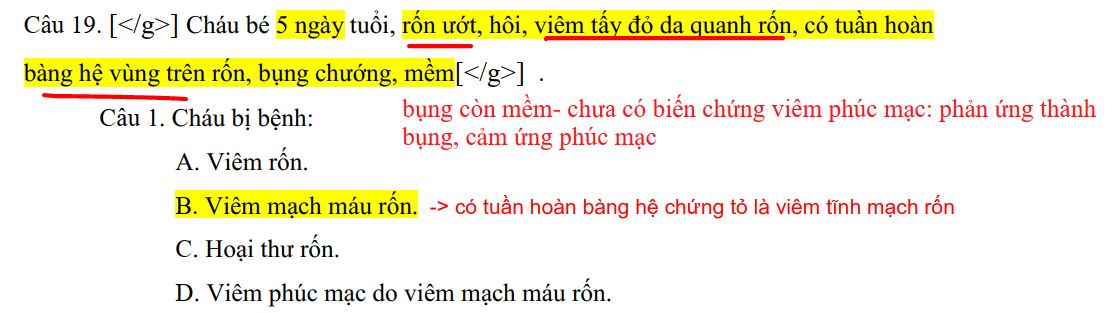 Câu 19. [</g>] Cháu bé 5 ngày tuổi, rốn ướt, hôi, viêm tấy đỏ da quanh rốn, có tuần hoàn
bàng hệ vùng trên rốn, bụng chướng, mềm[</g>] .
Câu 1. Cháu bị bệnh:
bụng còn mềm- chưa có biến chứng viêm phúc mạc: phản ứng thành
bụng, cảm ứng phúc mạc
A. Viêm rốn.
B. Viêm mạch máu rốn. -> có tuần hoàn bàng hệ chứng tỏ là viêm tĩnh mạch rốn
C. Hoại thư rốn.
D. Viêm phúc mạc do viêm mạch máu rốn.